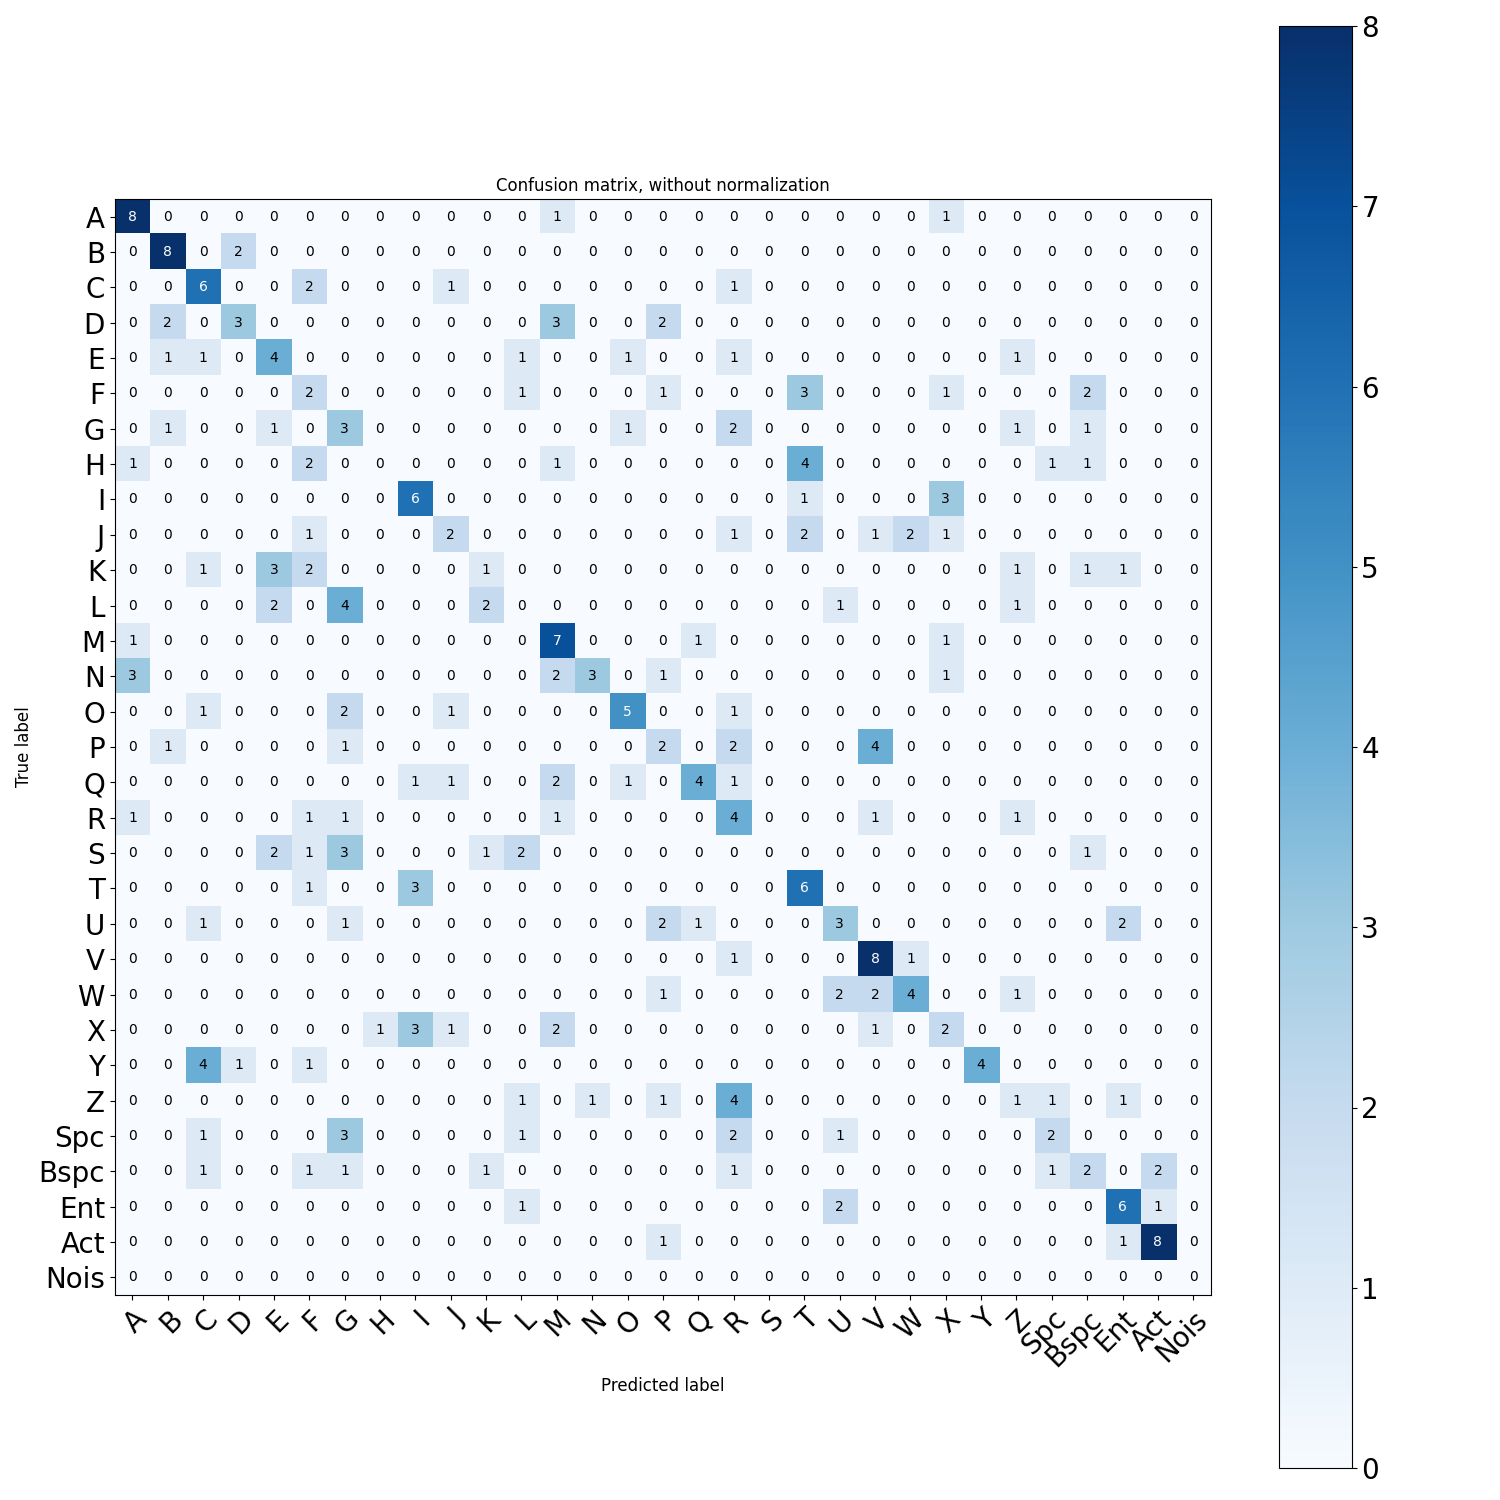 Confusion matrix, without normalization
A 8 0 0 0 0 0 0 0 0 0 0 0 1 0 0 0 0 0 0 0 0 0 0 1 0 0 0 0 0 0 0
B 0 8 0 2 0 0 0 0 0 0 0 0 0 0 0 0 0 0 0 0 0 0 0 0 0 0 0 0 0 0 0
C 0 0 6 0 0 2 0 0 0 1 0 0 0 0 0 0 0 1 0 0 0 0 0 0 0 0 0 0 0 0 0
D 0 2 0 3 0 0 0 0 0 0 0 0 3 0 0 2 0 0 0 0 0 0 0 0 0 0 0 0 0 0 0
E 0 1 1 0 4 0 0 0 0 0 0 1 0 0 1 0 0 1 0 0 0 0 0 0 0 1 0 0 0 0 0
F 0 0 0 0 0 2 0 0 0 0 0 1 0 0 0 1 0 0 0 3 0 0 0 1 0 0 0 2 0 0 0
G 0 1 0 0 1 0 3 0 0 0 0 0 0 0 1 0 0 2 0 0 0 0 0 0 0 1 0 1 0 0 0
H 1 0 0 0 0 2 0 0 0 0 0 0 1 0 0 0 0 0 0 4 0 0 0 0 0 0 1 1 0 0 0
I 0 0 0 0 0 0 0 0 6 0 0 0 0 0 0 0 0 0 0 1 0 0 0 3 0 0 0 0 0 0 0
J 0 0 0 0 0 1 0 0 0 2 0 0 0 0 0 0 0 1 0 2 0 1 2 1 0 0 0 0 0 0 0
K 0 0 1 0 3 2 0 0 0 0 1 0 0 0 0 0 0 0 0 0 0 0 0 0 0 1 0 1 1 0 0
L 0 0 0 0 2 0 4 0 0 0 2 0 0 0 0 0 0 0 0 0 1 0 0 0 0 1 0 0 0 0 0
M 1 0 0 0 0 0 0 0 0 0 0 0 7 0 0 0 1 0 0 0 0 0 0 1 0 0 0 0 0 0 0
N 3 0 0 0 0 0 0 0 0 0 0 0 2 3 0 1 0 0 0 0 0 0 0 1 0 0 0 0 0 0 0
O 0 0 1 0 0 0 2 0 0 1 0 0 0 0 5 0 0 1 0 0 0 0 0 0 0 0 0 0 0 0 0
P 0 1 0 0 0 0 1 0 0 0 0 0 0 0 0 2 0 2 0 0 0 4 0 0 0 0 0 0 0 0 0
Q 0 0 0 0 0 0 0 0 1 1 0 0 2 0 1 0 4 1 0 0 0 0 0 0 0 0 0 0 0 0 0
R 1 0 0 0 0 1 1 0 0 0 0 0 1 0 0 0 0 4 0 0 0 1 0 0 0 1 0 0 0 0 0
S 0 0 0 0 2 1 3 0 0 0 1 2 0 0 0 0 0 0 0 0 0 0 0 0 0 0 0 1 0 0 0
T 0 0 0 0 0 1 0 0 3 0 0 0 0 0 0 0 0 0 0 6 0 0 0 0 0 0 0 0 0 0 0
U 0 0 1 0 0 0 1 0 0 0 0 0 0 0 0 2 1 0 0 0 3 0 0 0 0 0 0 0 2 0 0
V 0 0 0 0 0 0 0 0 0 0 0 0 0 0 0 0 0 1 0 0 0 8 1 0 0 0 0 0 0 0 0
W 0 0 0 0 0 0 0 0 0 0 0 0 0 0 0 1 0 0 0 0 2 2 4 0 0 1 0 0 0 0 0
X 0 0 0 0 0 0 0 1 3 1 0 0 2 0 0 0 0 0 0 0 0 1 0 2 0 0 0 0 0 0 0
Y 0 0 4 1 0 1 0 0 0 0 0 0 0 0 0 0 0 0 0 0 0 0 0 0 4 0 0 0 0 0 0
Z 0 0 0 0 0 0 0 0 0 0 0 1 0 1 0 1 0 4 0 0 0 0 0 0 0 1 1 0 1 0 0
Spc 0 0 1 0 0 0 3 0 0 0 0 1 0 0 0 0 0 2 0 0 1 0 0 0 0 0 2 0 0 0 0
Bspc 0 0 1 0 0 1 1 0 0 0 1 0 0 0 0 0 0 1 0 0 0 0 0 0 0 0 1 2 0 2 0
Ent 0 0 0 0 0 0 0 0 0 0 0 1 0 0 0 0 0 0 0 0 2 0 0 0 0 0 0 0 6 1 0
Act 0 0 0 0 0 0 0 0 0 0 0 0 0 0 0 1 0 0 0 0 0 0 0 0 0 0 0 0 1 8 0
Nois 0 0 0 0 0 0 0 0 0 0 0 0 0 0 0 0 0 0 0 0 0 0 0 0 0 0 0 0 0 0 0
A B C D E F G H I J K L M N O P Q R S T U V W X Y Z Spc Bspc Ent Act Nois
Predicted label
True label
8
7
6
5
4
3
2
1
0